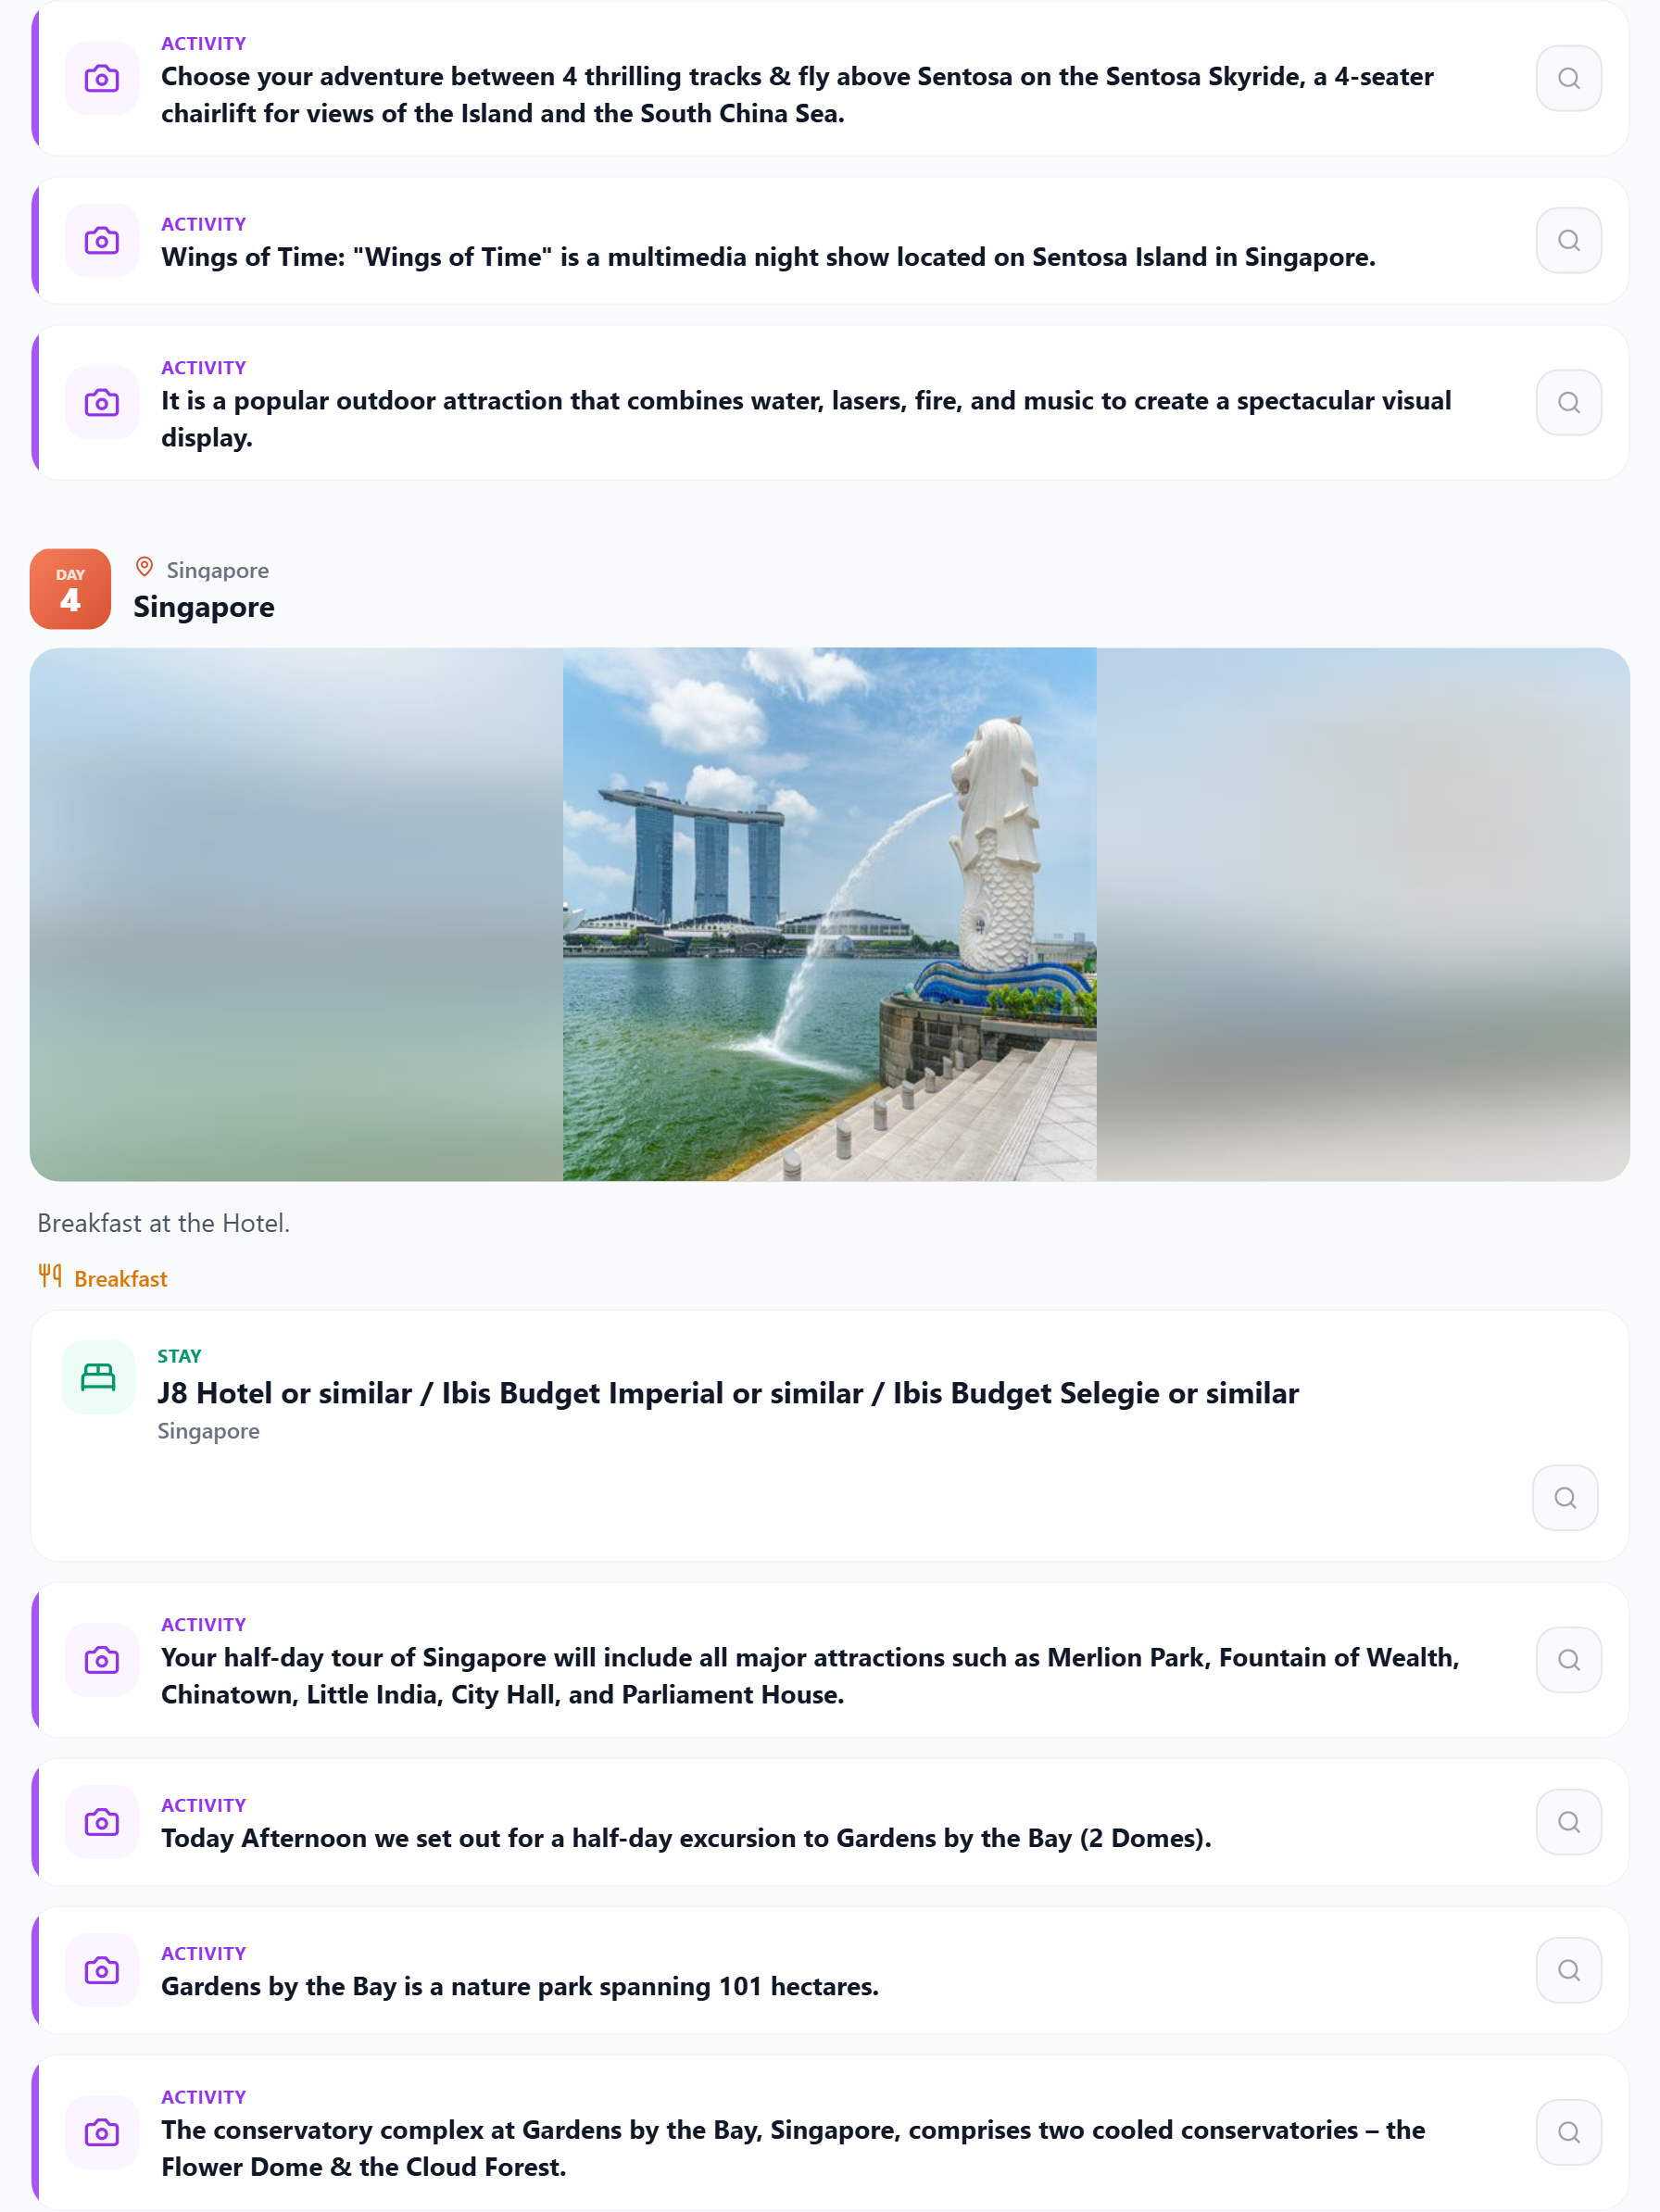 ACTIVITY
Choose your adventure between 4 thrilling tracks & fly above Sentosa on the Sentosa Skyride, a 4-seater
chairlift for views of the Island and the South China Sea.
ACTIVITY
Wings of Time: "Wings of Time" is a multimedia night show located on Sentosa Island in Singapore.
ACTIVITY
It is a popular outdoor attraction that combines water, lasers, fire, and music to create a spectacular visual
display.
DAY
4
Singapore
Singapore
Breakfast at the Hotel.
Breakfast
STAY
J8 Hotel or similar / Ibis Budget Imperial or similar / Ibis Budget Selegie or similar
Singapore
ACTIVITY
Your half-day tour of Singapore will include all major attractions such as Merlion Park, Fountain of Wealth,
Chinatown, Little India, City Hall, and Parliament House.
ACTIVITY
Today Afternoon we set out for a half-day excursion to Gardens by the Bay (2 Domes).
ACTIVITY
Gardens by the Bay is a nature park spanning 101 hectares.
ACTIVITY
The conservatory complex at Gardens by the Bay, Singapore, comprises two cooled conservatories – the
Flower Dome & the Cloud Forest.